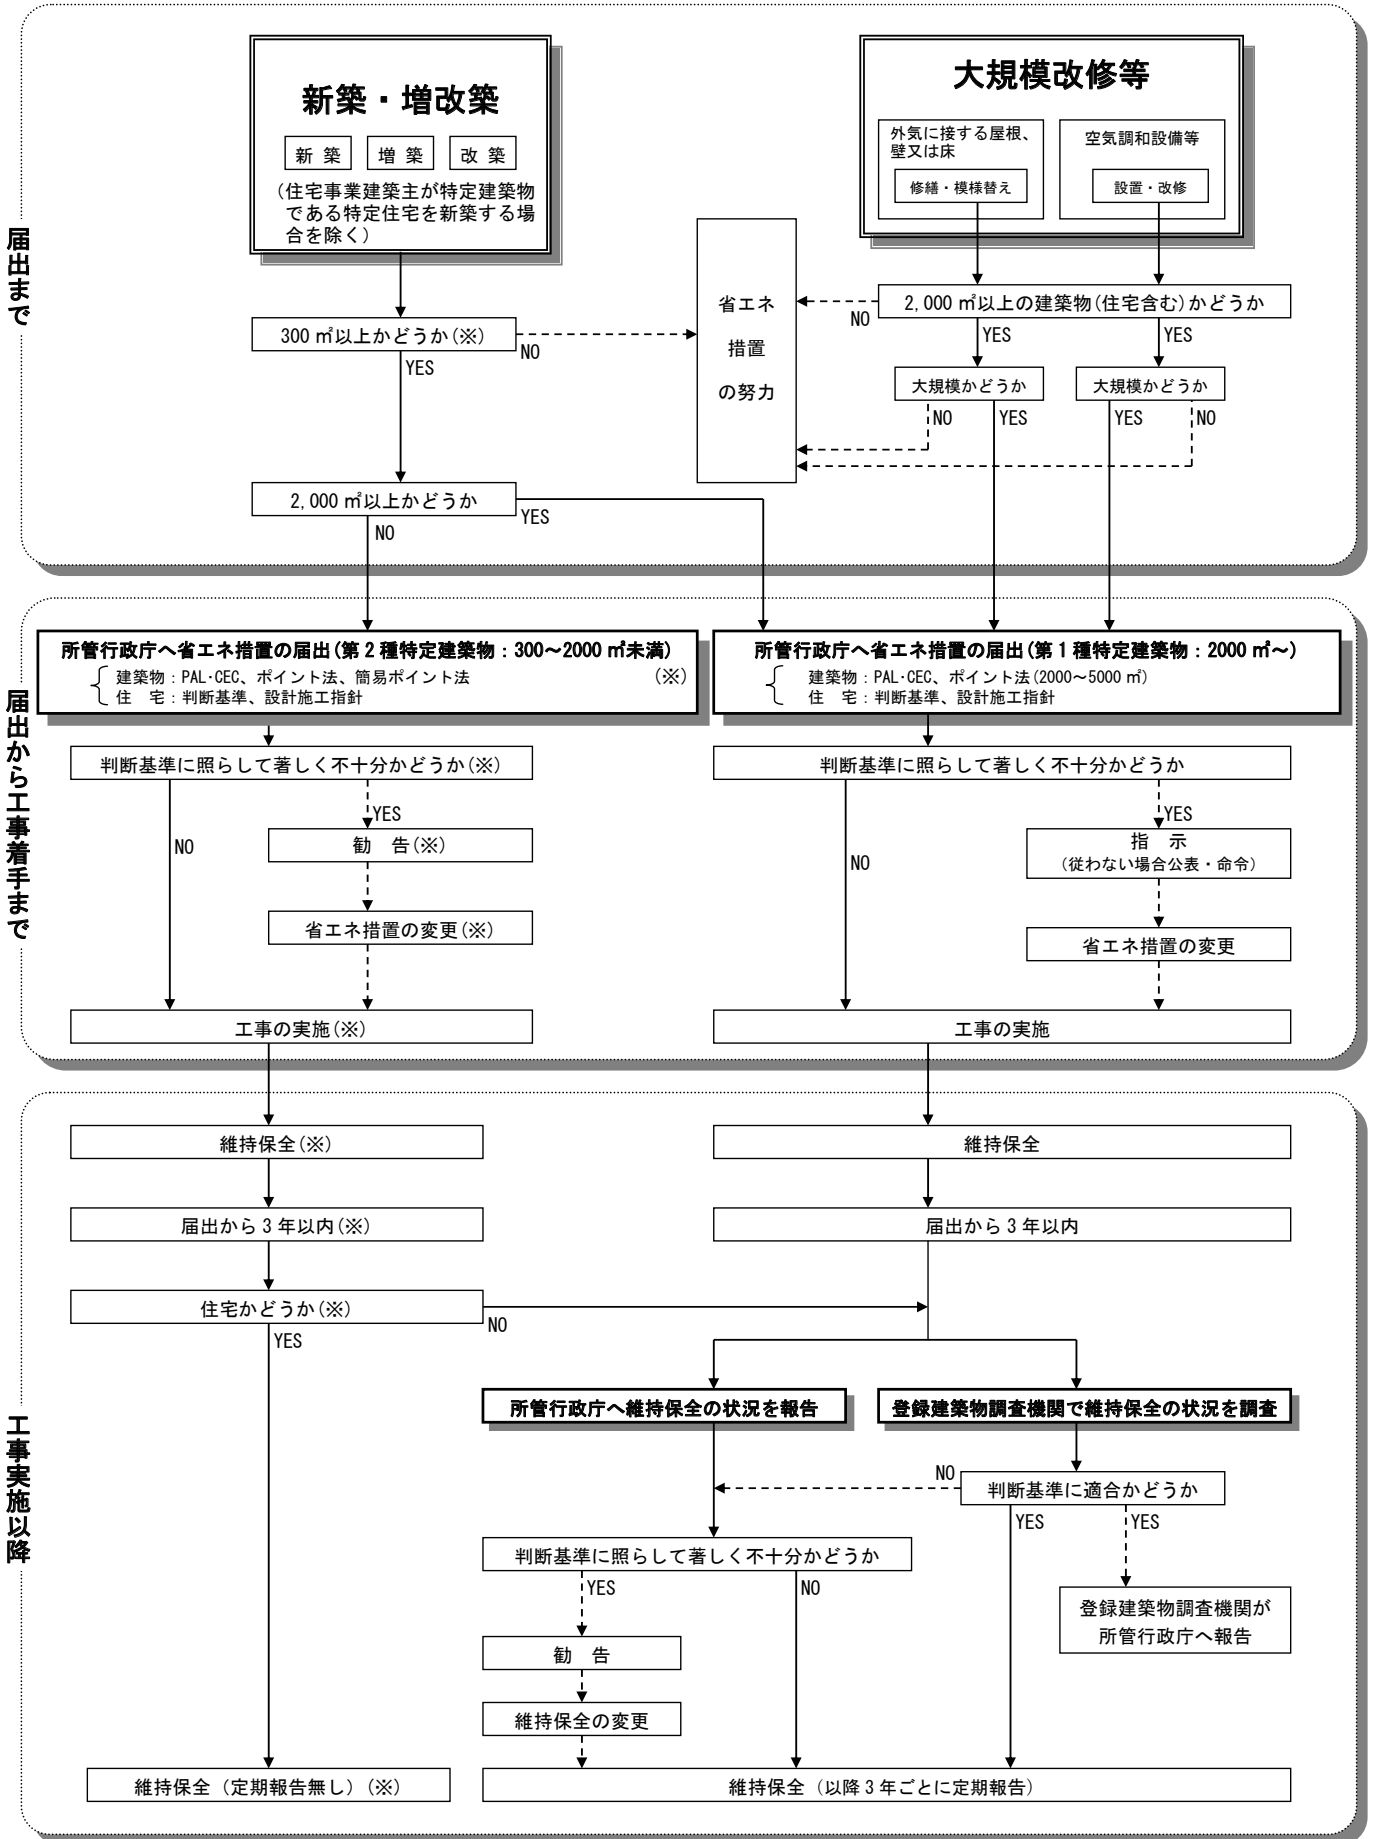 届出まで
新築・増改築
新 築
増 築
改 築
(住宅事業建築主が特定建築物
である特定住宅を新築する場
合を除く)
大規模改修等
外気に接する屋根、
壁又は床
修繕・模様替え
空気調和設備等
設置・改修
省エネ
措置
の努力
2,000 ㎡以上の建築物(住宅含む)かどうか
NO
YES
YES
300 ㎡以上かどうか(※)
NO
YES
大規模かどうか
NO
YES
大規模かどうか
YES
NO
2,000 ㎡以上かどうか
YES
NO
届出から工事着手まで
所管行政庁へ省エネ措置の届出(第2種特定建築物:300～2000 ㎡未満)
建築物:PAL・CEC、ポイント法、簡易ポイント法
(※)
住 宅:判断基準、設計施工指針
所管行政庁へ省エネ措置の届出(第1種特定建築物:2000 ㎡～)
建築物:PAL・CEC、ポイント法(2000～5000 ㎡)
住 宅:判断基準、設計施工指針
判断基準に照らして著しく不十分かどうか(※)
NO
YES
勧 告(※)
省エネ措置の変更(※)
工事の実施(※)
判断基準に照らして著しく不十分かどうか
NO
YES
指 示
(従わない場合公表・命令)
省エネ措置の変更
工事の実施
工事実施以降
維持保全(※)
届出から3年以内(※)
住宅かどうか(※)
NO
YES
維持保全
届出から3年以内
所管行政庁へ維持保全の状況を報告
登録建築物調査機関で維持保全の状況を調査
NO
判断基準に適合かどうか
YES
YES
登録建築物調査機関が
所管行政庁へ報告
判断基準に照らして著しく不十分かどうか
YES
NO
勧 告
維持保全の変更
維持保全(定期報告無し)(※)
維持保全(以降3年ごとに定期報告)